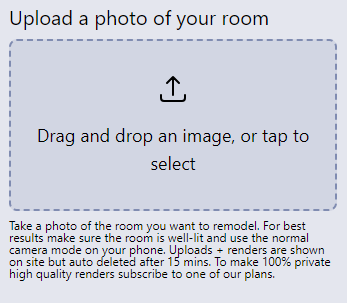 Upload a photo of your room
Drag and drop an image, or tap to
select
Take a photo of the room you want to remodel. For best
results make sure the room is well-lit and use the normal
camera mode on your phone. Uploads + renders are shown
on site but auto deleted after 15 mins. To make 100% private
high quality renders subscribe to one of our plans.